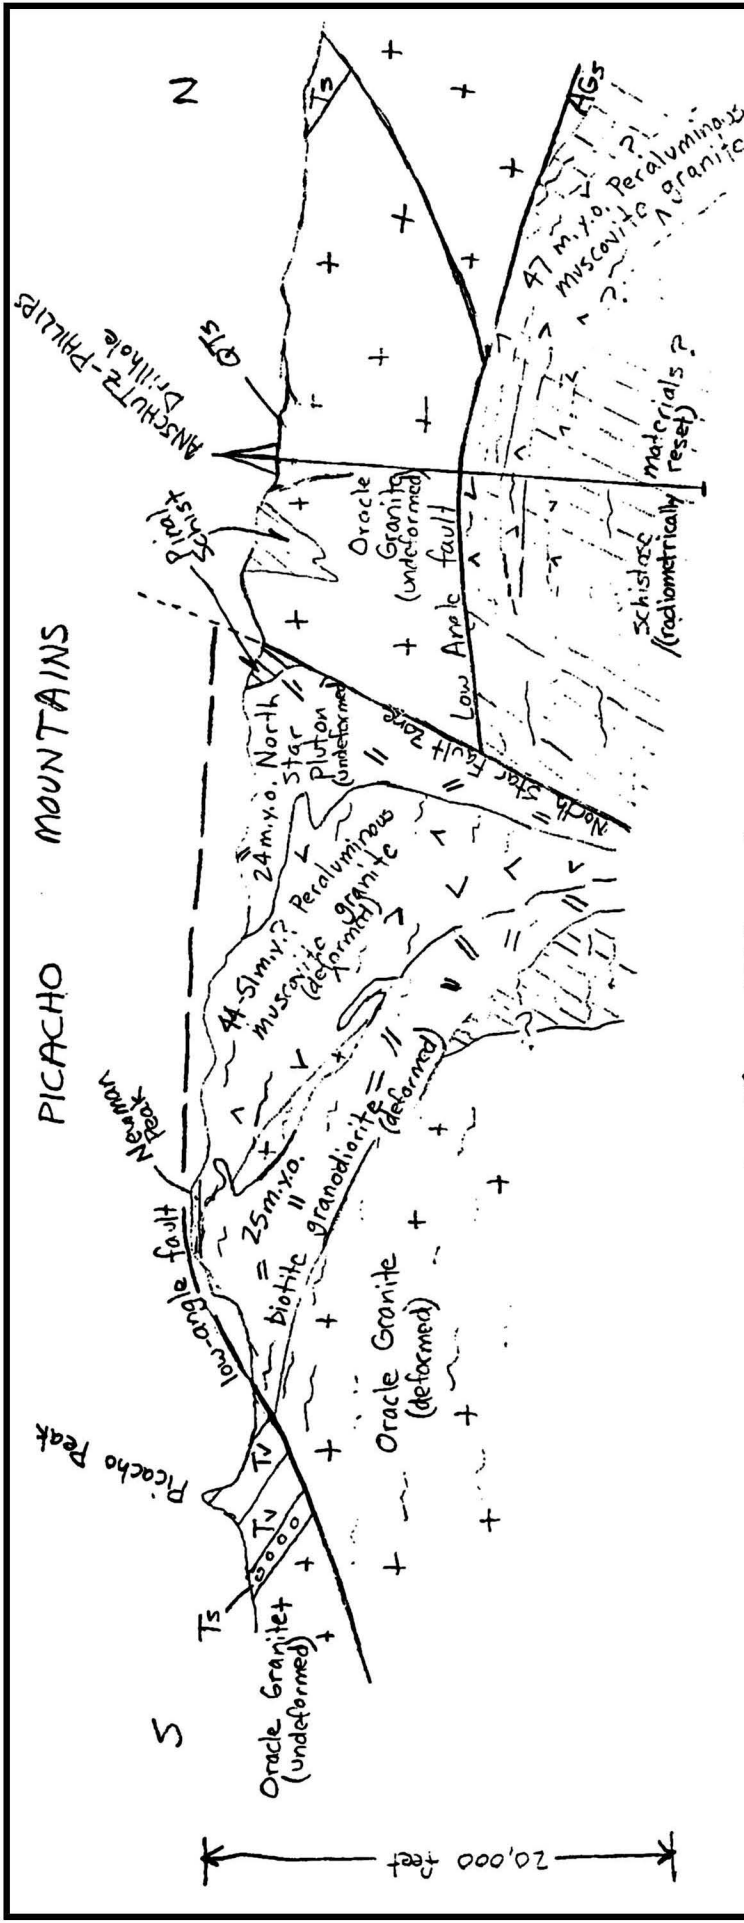 PICACHO MOUNTAINS
S
N
Picacho Peak
Newman
Peak
low-angle fault
Pinal
Schist
ANSCHUTZ-PHILLIPS
Drillhole
QTs
Ts
Ts
Tv
Tv
Oracle Granite
(undeformed)
25 m.y.o.
biotite granodiorite
(deformed)
Oracle Granite
(deformed)
44-51 m.y.? Peraluminous
muscovite granite
(deformed)
24 m.y.o. North
Star
Pluton
(undeformed)
North Star Fault Zone
Oracle
Granite
(undeformed)
Low Angle fault
AGs
47 m.y.o. Peraluminous
muscovite granite
?
?
?
schistose materials?
(radiometrically reset)
20,000 feet